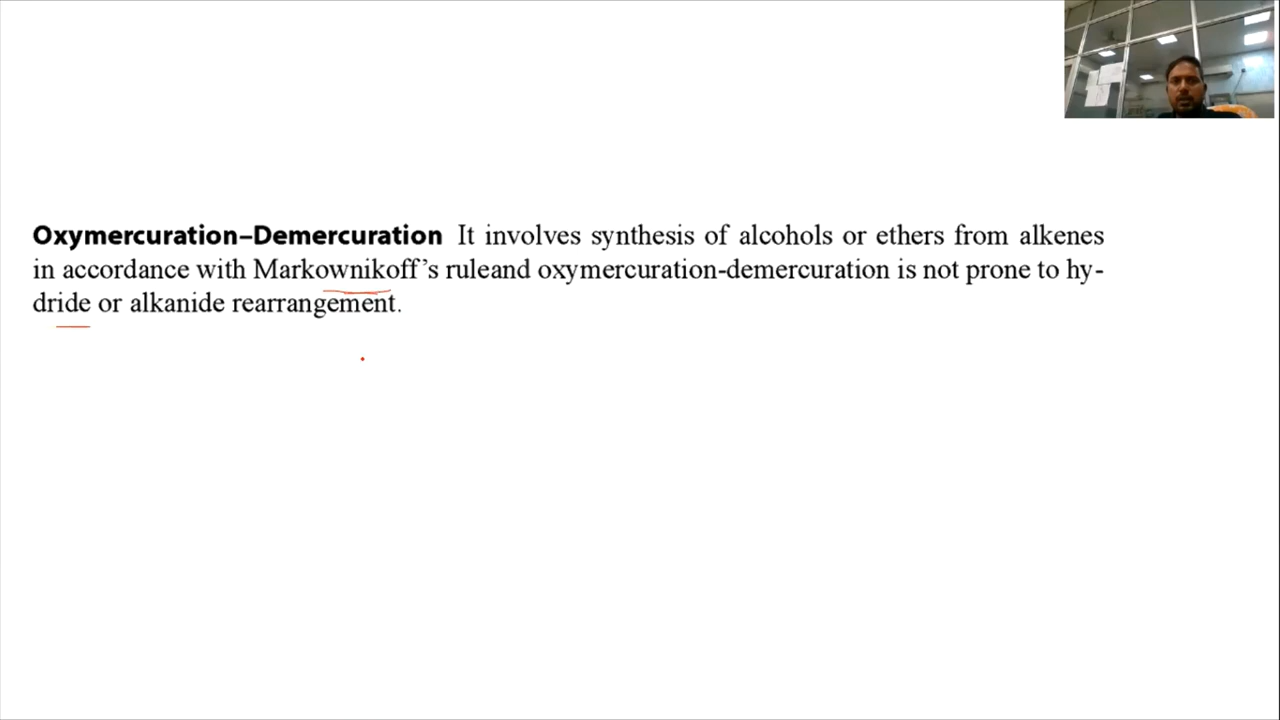 Oxymercuration–Demercuration It involves synthesis of alcohols or ethers from alkenes
in accordance with Markownikoff’s ruleand oxymercuration-demercuration is not prone to hy-
dride or alkanide rearrangement.